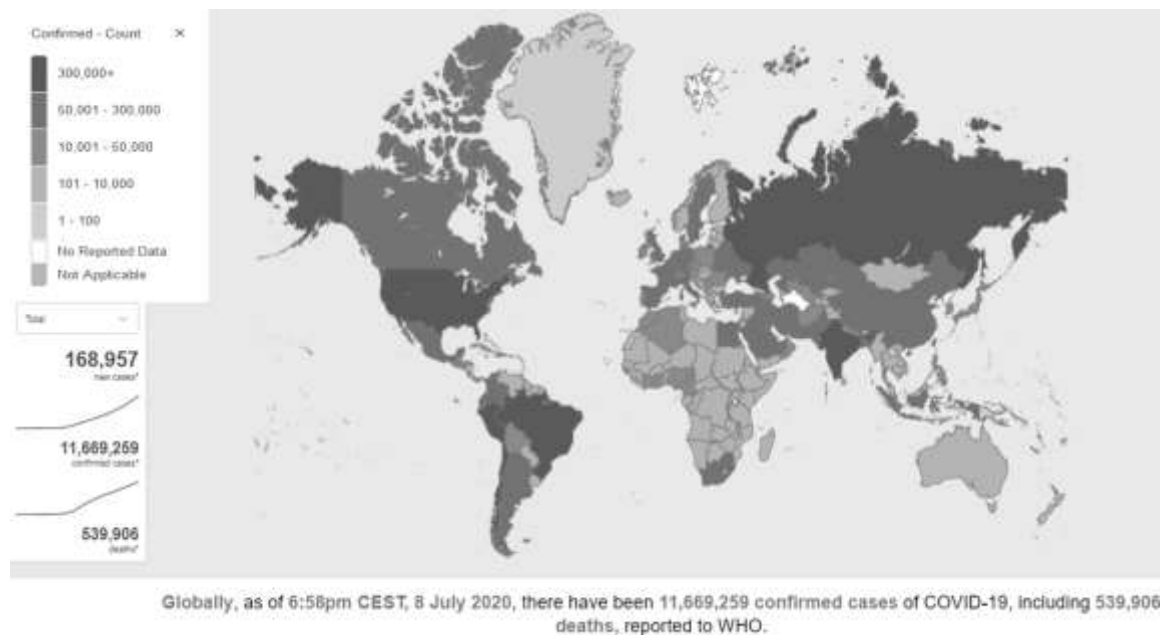 Confirmed - Count ×
300,000+
50,001 - 300,000
10,001 - 50,000
101 - 10,000
1 - 100
No Reported Data
Not Applicable
Total
168,957
new cases*
11,669,259
confirmed cases*
539,906
deaths*
Globally, as of 6:58pm CEST, 8 July 2020, there have been 11,669,259 confirmed cases of COVID-19, including 539,906
deaths, reported to WHO.